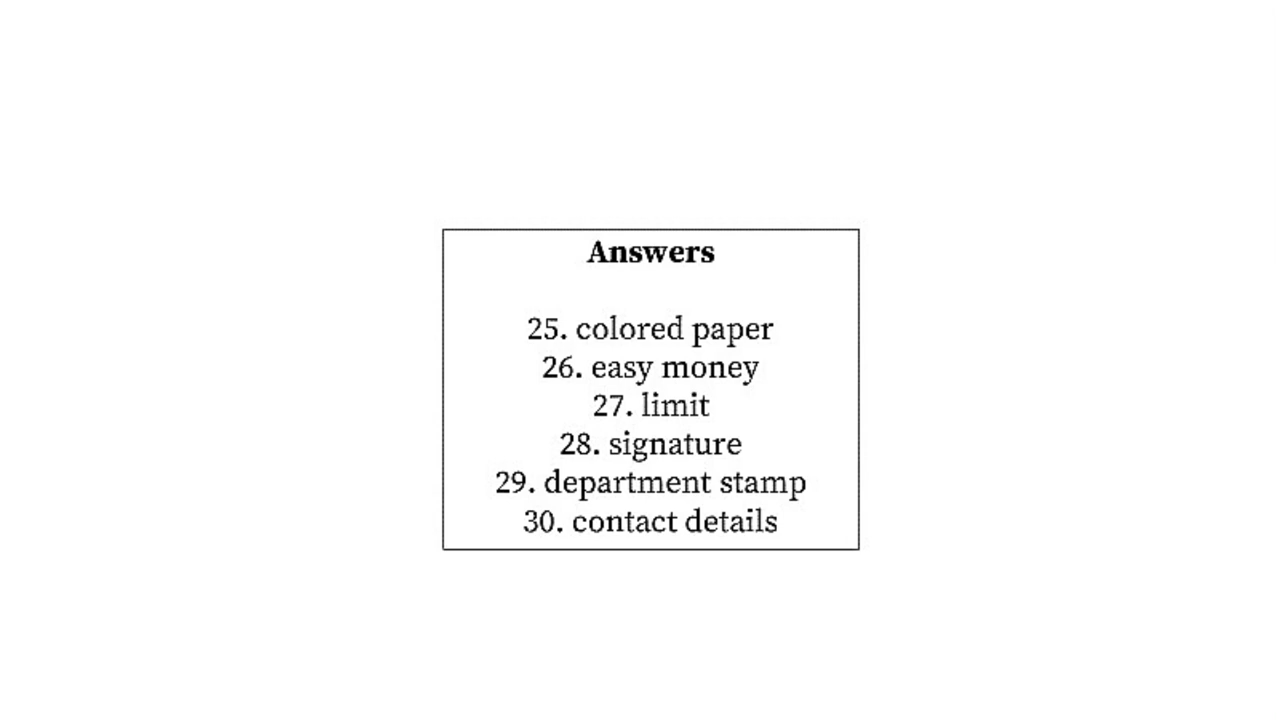 Answers
25. colored paper
26. easy money
27. limit
28. signature
29. department stamp
30. contact details